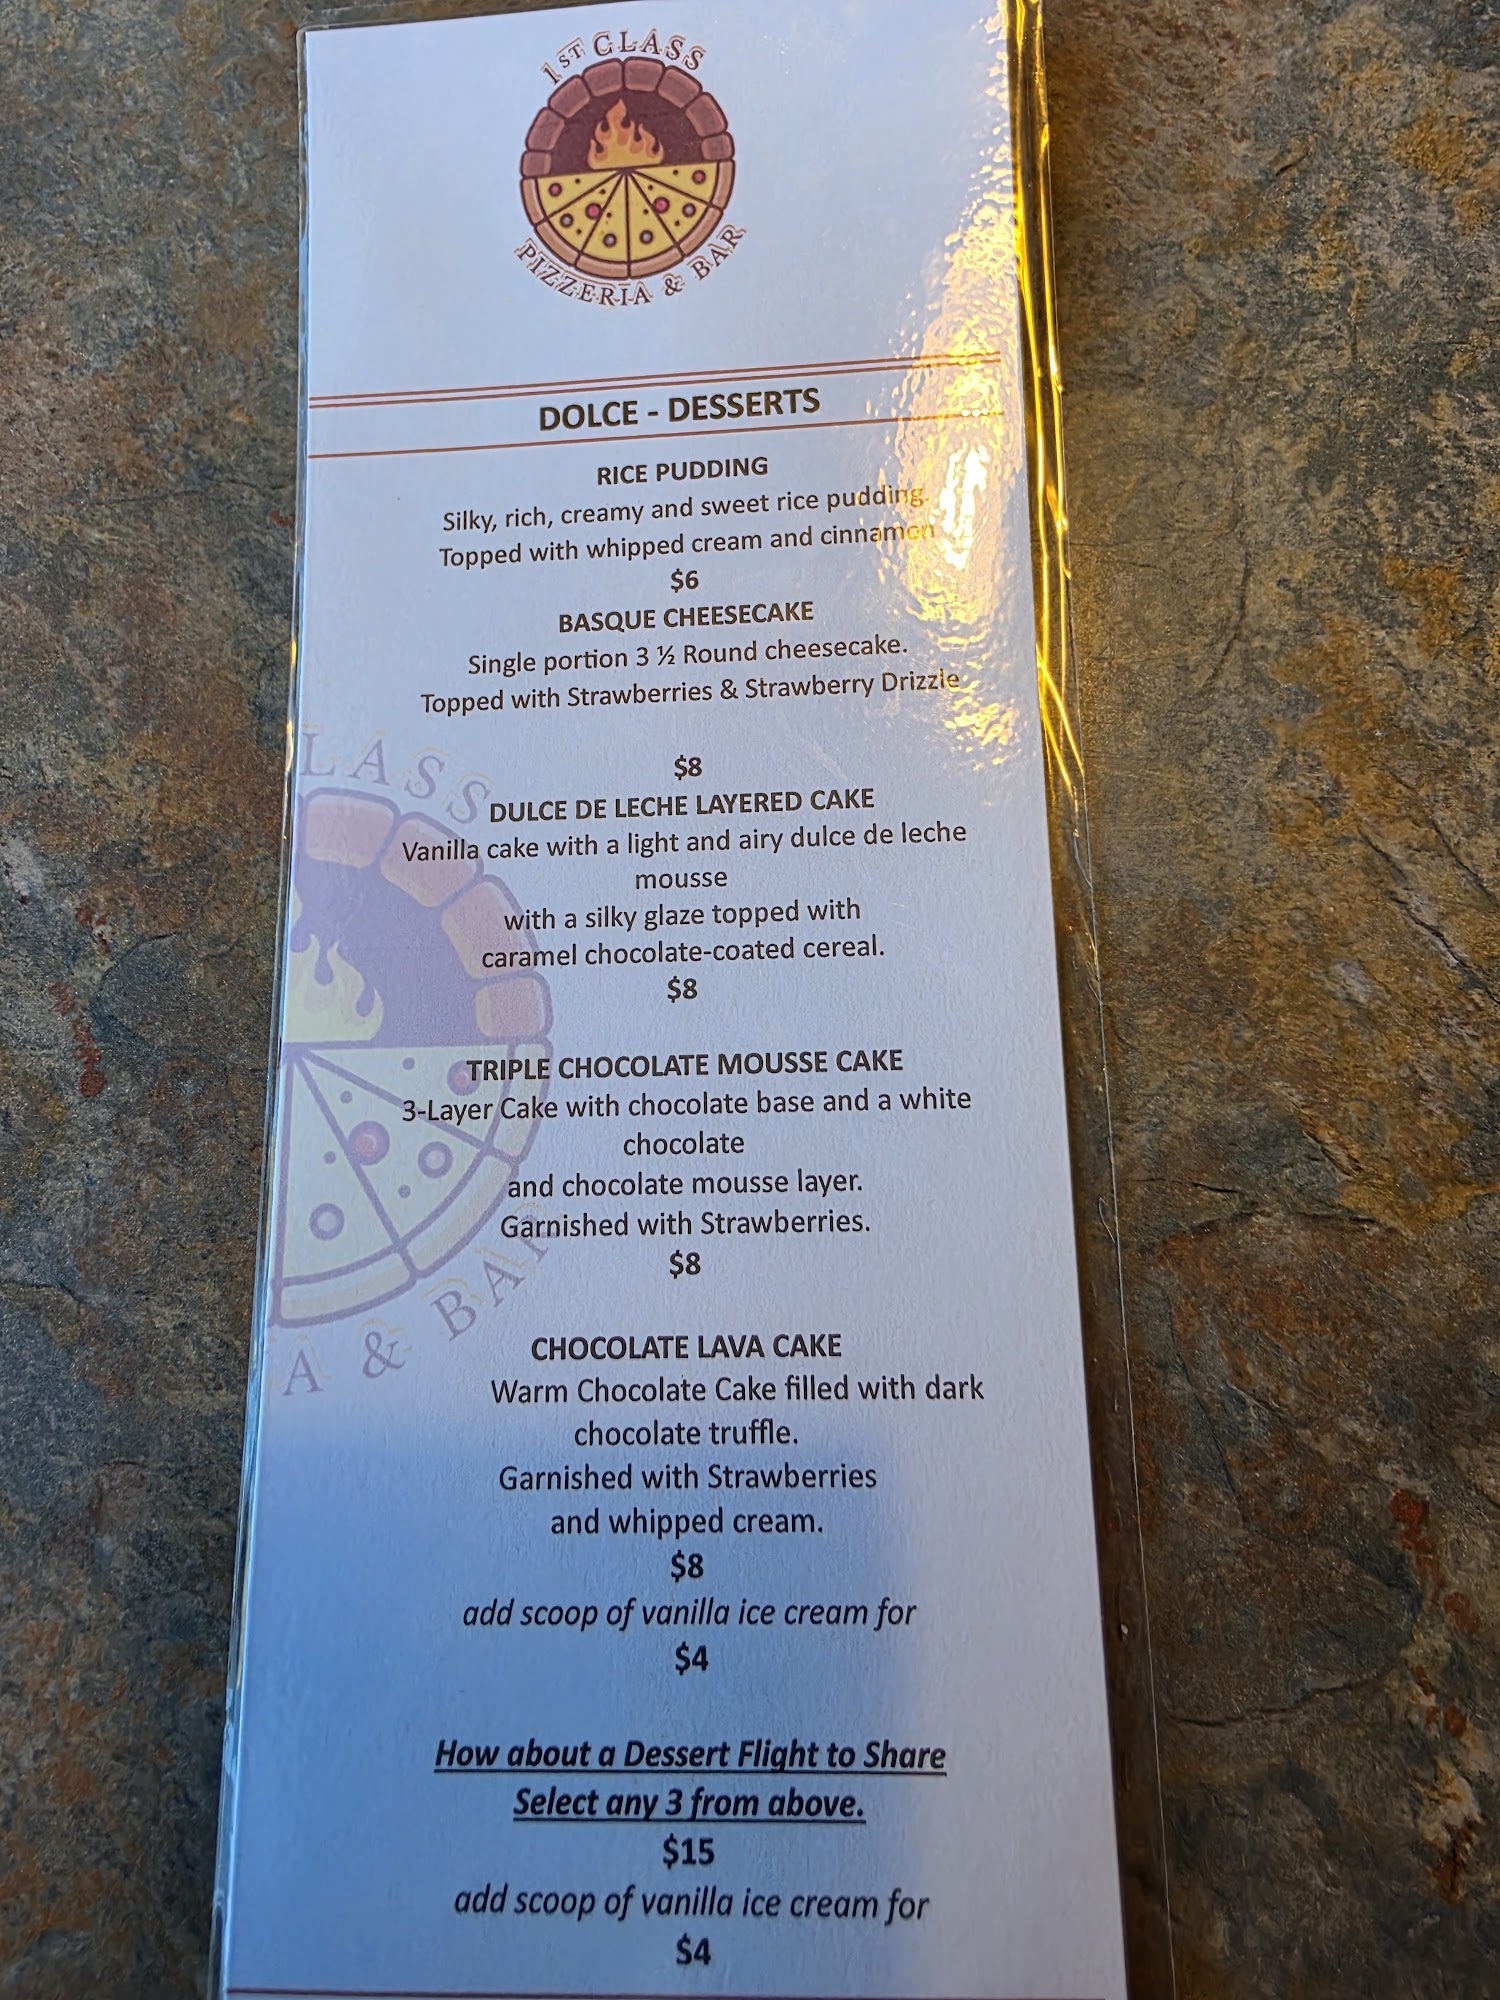 1ST CLASS
PIZZERIA & BAR
DOLCE - DESSERTS
RICE PUDDING
Silky, rich, creamy and sweet rice pudding.
Topped with whipped cream and cinnamon
$6
BASQUE CHEESECAKE
Single portion 3 ½ Round cheesecake.
Topped with Strawberries & Strawberry Drizzle
$8
DULCE DE LECHE LAYERED CAKE
Vanilla cake with a light and airy dulce de leche
mousse
with a silky glaze topped with
caramel chocolate-coated cereal.
$8
TRIPLE CHOCOLATE MOUSSE CAKE
3-Layer Cake with chocolate base and a white
chocolate
and chocolate mousse layer.
Garnished with Strawberries.
$8
CHOCOLATE LAVA CAKE
Warm Chocolate Cake filled with dark
chocolate truffle.
Garnished with Strawberries
and whipped cream.
$8
add scoop of vanilla ice cream for
$4
How about a Dessert Flight to Share
Select any 3 from above.
$15
add scoop of vanilla ice cream for
$4
LASS
A & BAR